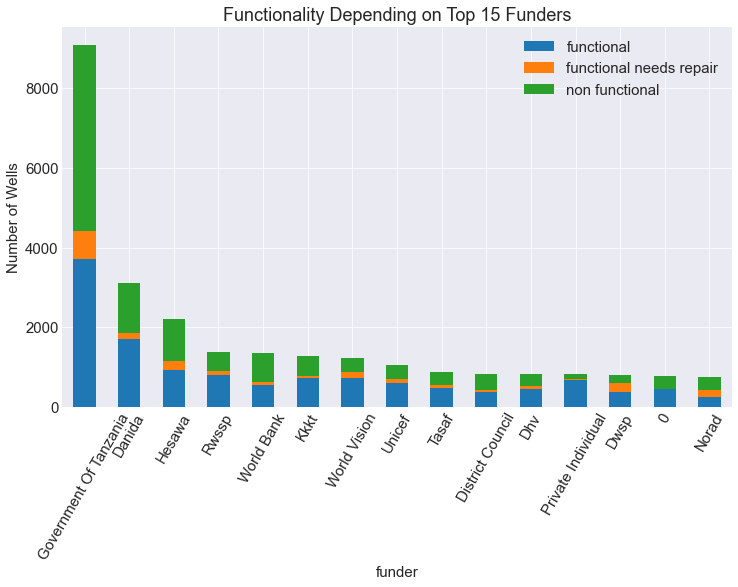 Functionality Depending on Top 15 Funders
functional
functional needs repair
non functional
Number of Wells
8000
6000
4000
2000
0
Government Of Tanzania
Danida
Hesawa
Rwssp
World Bank
Kkkt
World Vision
Unicef
Tasaf
District Council
Dhv
Private Individual
Dwsp
0
Norad
funder